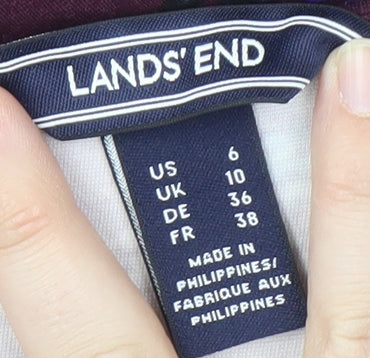 LANDS' END
US 6
UK 10
DE 36
FR 38
MADE IN
PHILIPPINES/
FABRIQUE AUX
PHILIPPINES